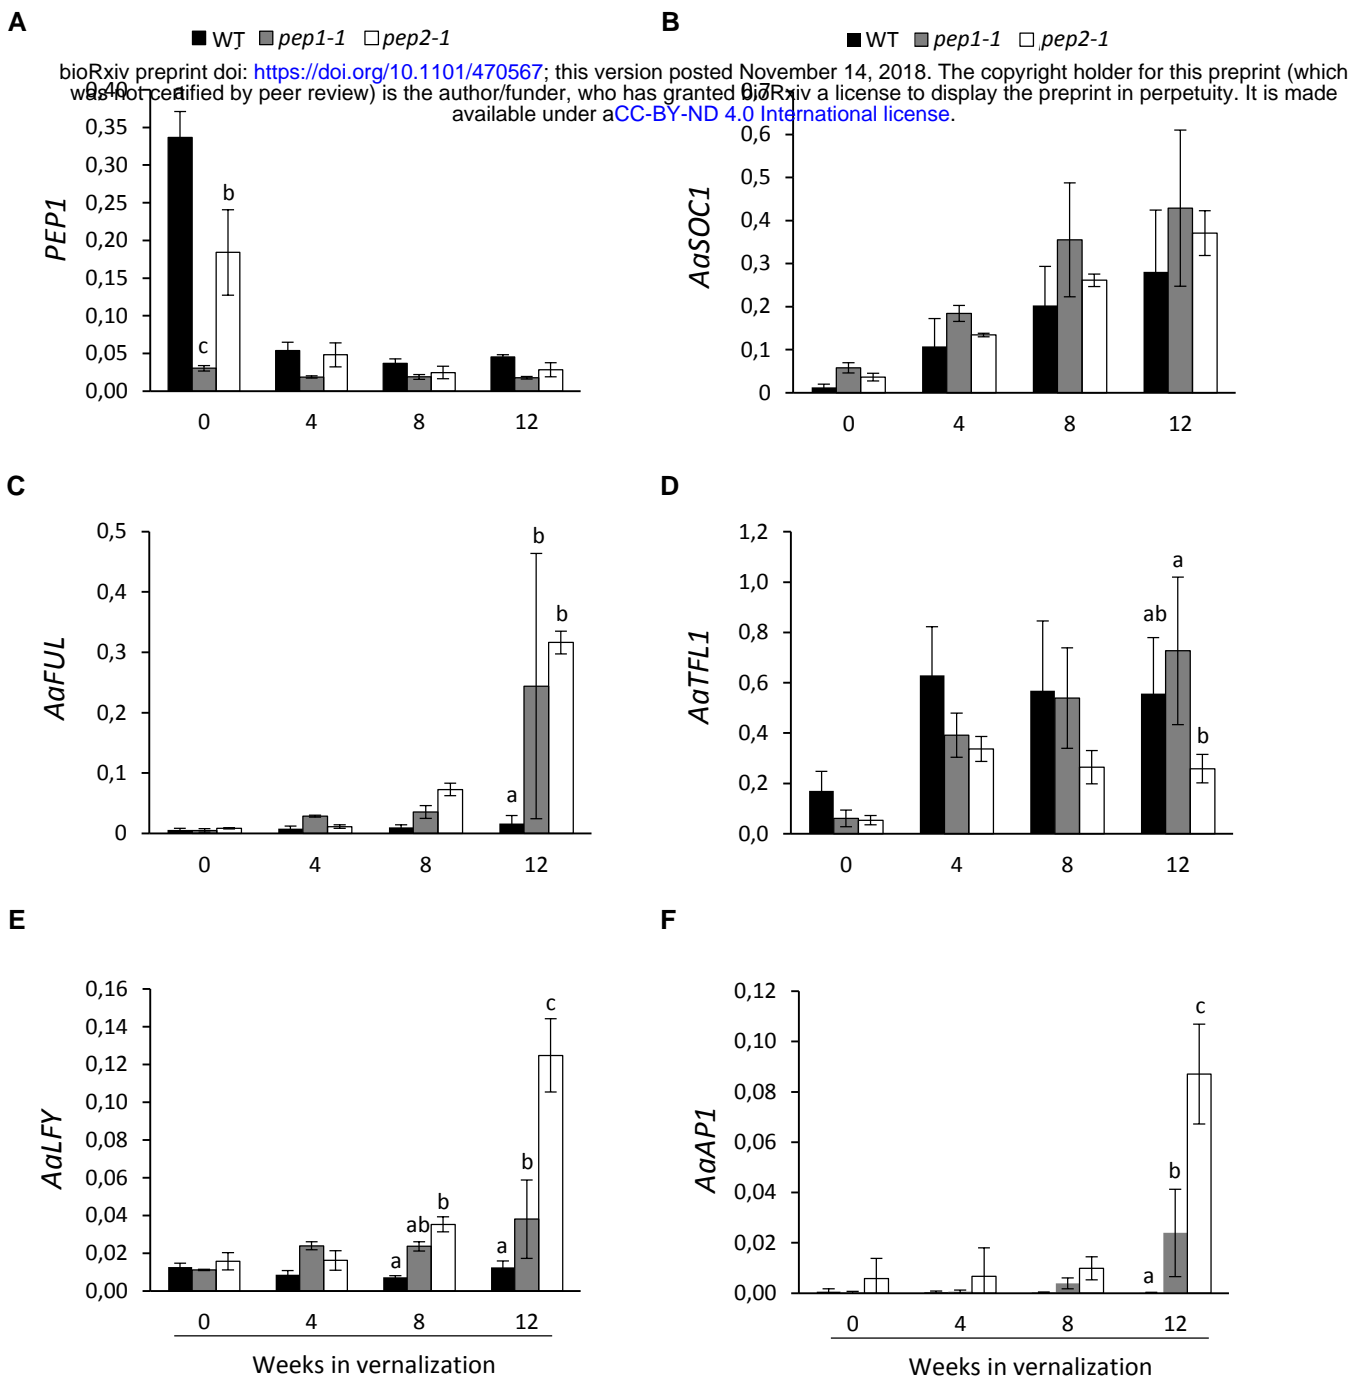 A
B
WT pep1-1 pep2-1
WT pep1-1 pep2-1
bioRxiv preprint doi: https://doi.org/10.1101/470567; this version posted November 14, 2018. The copyright holder for this preprint (which
was not certified by peer review) is the author/funder, who has granted bioRxiv a license to display the preprint in perpetuity. It is made
available under aCC-BY-ND 4.0 International license.
PEP1
0,40
0,35
0,30
0,25
0,20
0,15
0,10
0,05
0,00
a
c
b
0 4 8 12
AaSOC1
0,7
0,6
0,5
0,4
0,3
0,2
0,1
0
0 4 8 12
C
AaFUL
0,5
0,4
0,3
0,2
0,1
0
a
b
b
0 4 8 12
D
AaTFL1
1,2
1,0
0,8
0,6
0,4
0,2
0,0
ab
a
b
0 4 8 12
E
AaLFY
0,16
0,14
0,12
0,10
0,08
0,06
0,04
0,02
0,00
a
ab
b
a
b
c
0 4 8 12
Weeks in vernalization
F
AaAP1
0,12
0,10
0,08
0,06
0,04
0,02
0,00
a
b
c
0 4 8 12
Weeks in vernalization